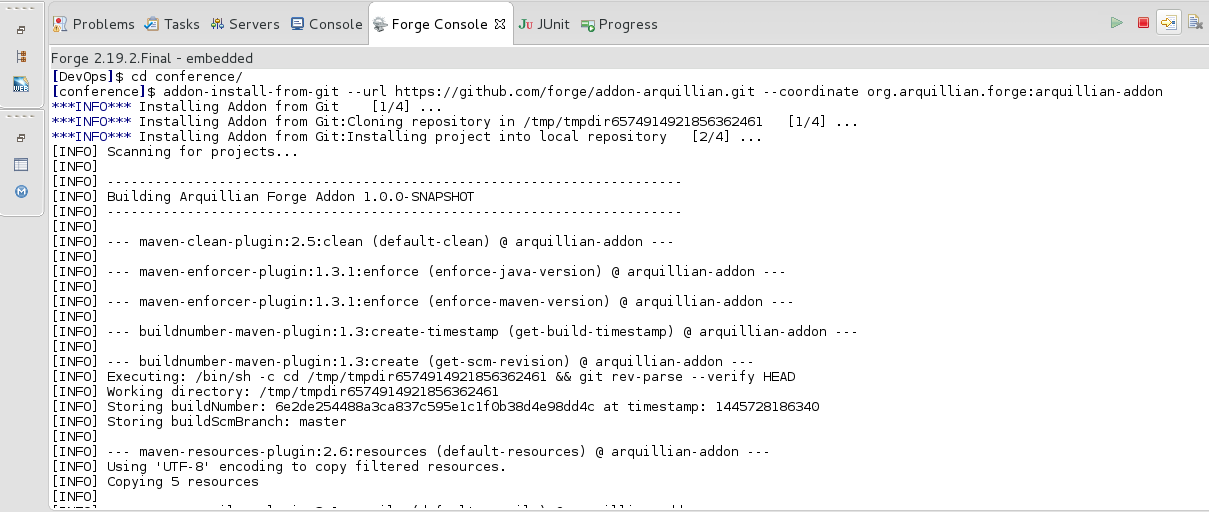 Problems Tasks Servers Console Forge Console JUnit Progress
Forge 2.19.2.Final - embedded
[DevOps]$ cd conference/
[conference]$ addon-install-from-git --url https://github.com/forge/addon-arquillian.git --coordinate org.arquillian.forge:arquillian-addon
***INFO*** Installing Addon from Git    [1/4] ...
***INFO*** Installing Addon from Git:Cloning repository in /tmp/tmpdir6574914921856362461   [1/4] ...
***INFO*** Installing Addon from Git:Installing project into local repository   [2/4] ...
[INFO] Scanning for projects...
[INFO]
[INFO] ------------------------------------------------------------------------
[INFO] Building Arquillian Forge Addon 1.0.0-SNAPSHOT
[INFO] ------------------------------------------------------------------------
[INFO]
[INFO] --- maven-clean-plugin:2.5:clean (default-clean) @ arquillian-addon ---
[INFO]
[INFO] --- maven-enforcer-plugin:1.3.1:enforce (enforce-java-version) @ arquillian-addon ---
[INFO]
[INFO] --- maven-enforcer-plugin:1.3.1:enforce (enforce-maven-version) @ arquillian-addon ---
[INFO]
[INFO] --- buildnumber-maven-plugin:1.3:create-timestamp (get-build-timestamp) @ arquillian-addon ---
[INFO]
[INFO] --- buildnumber-maven-plugin:1.3:create (get-scm-revision) @ arquillian-addon ---
[INFO] Executing: /bin/sh -c cd /tmp/tmpdir6574914921856362461 && git rev-parse --verify HEAD
[INFO] Working directory: /tmp/tmpdir6574914921856362461
[INFO] Storing buildNumber: 6e2de254488a3ca837c595e1c1f0b38d4e98dd4c at timestamp: 1445728186340
[INFO] Storing buildScmBranch: master
[INFO]
[INFO] --- maven-resources-plugin:2.6:resources (default-resources) @ arquillian-addon ---
[INFO] Using 'UTF-8' encoding to copy filtered resources.
[INFO] Copying 5 resources
[INFO]